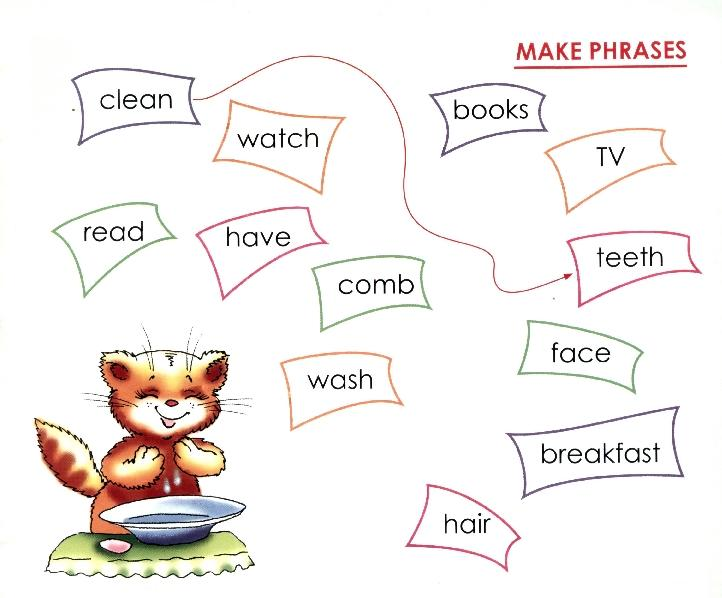 MAKE PHRASES
clean
books
watch
TV
read
have
teeth
comb
face
wash
breakfast
hair